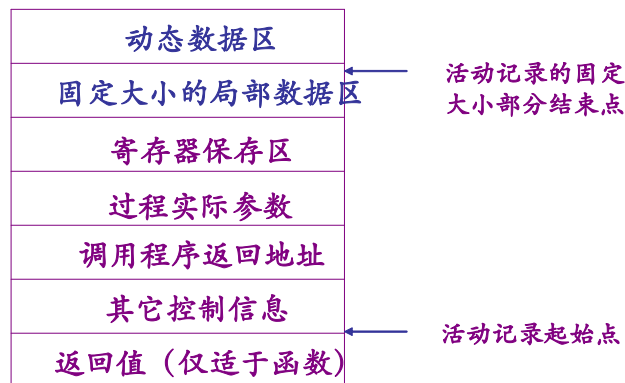 动态数据区
固定大小的局部数据区
活动记录的固定
大小部分结束点
寄存器保存区
过程实际参数
调用程序返回地址
其它控制信息
活动记录起始点
返回值（仅适于函数）